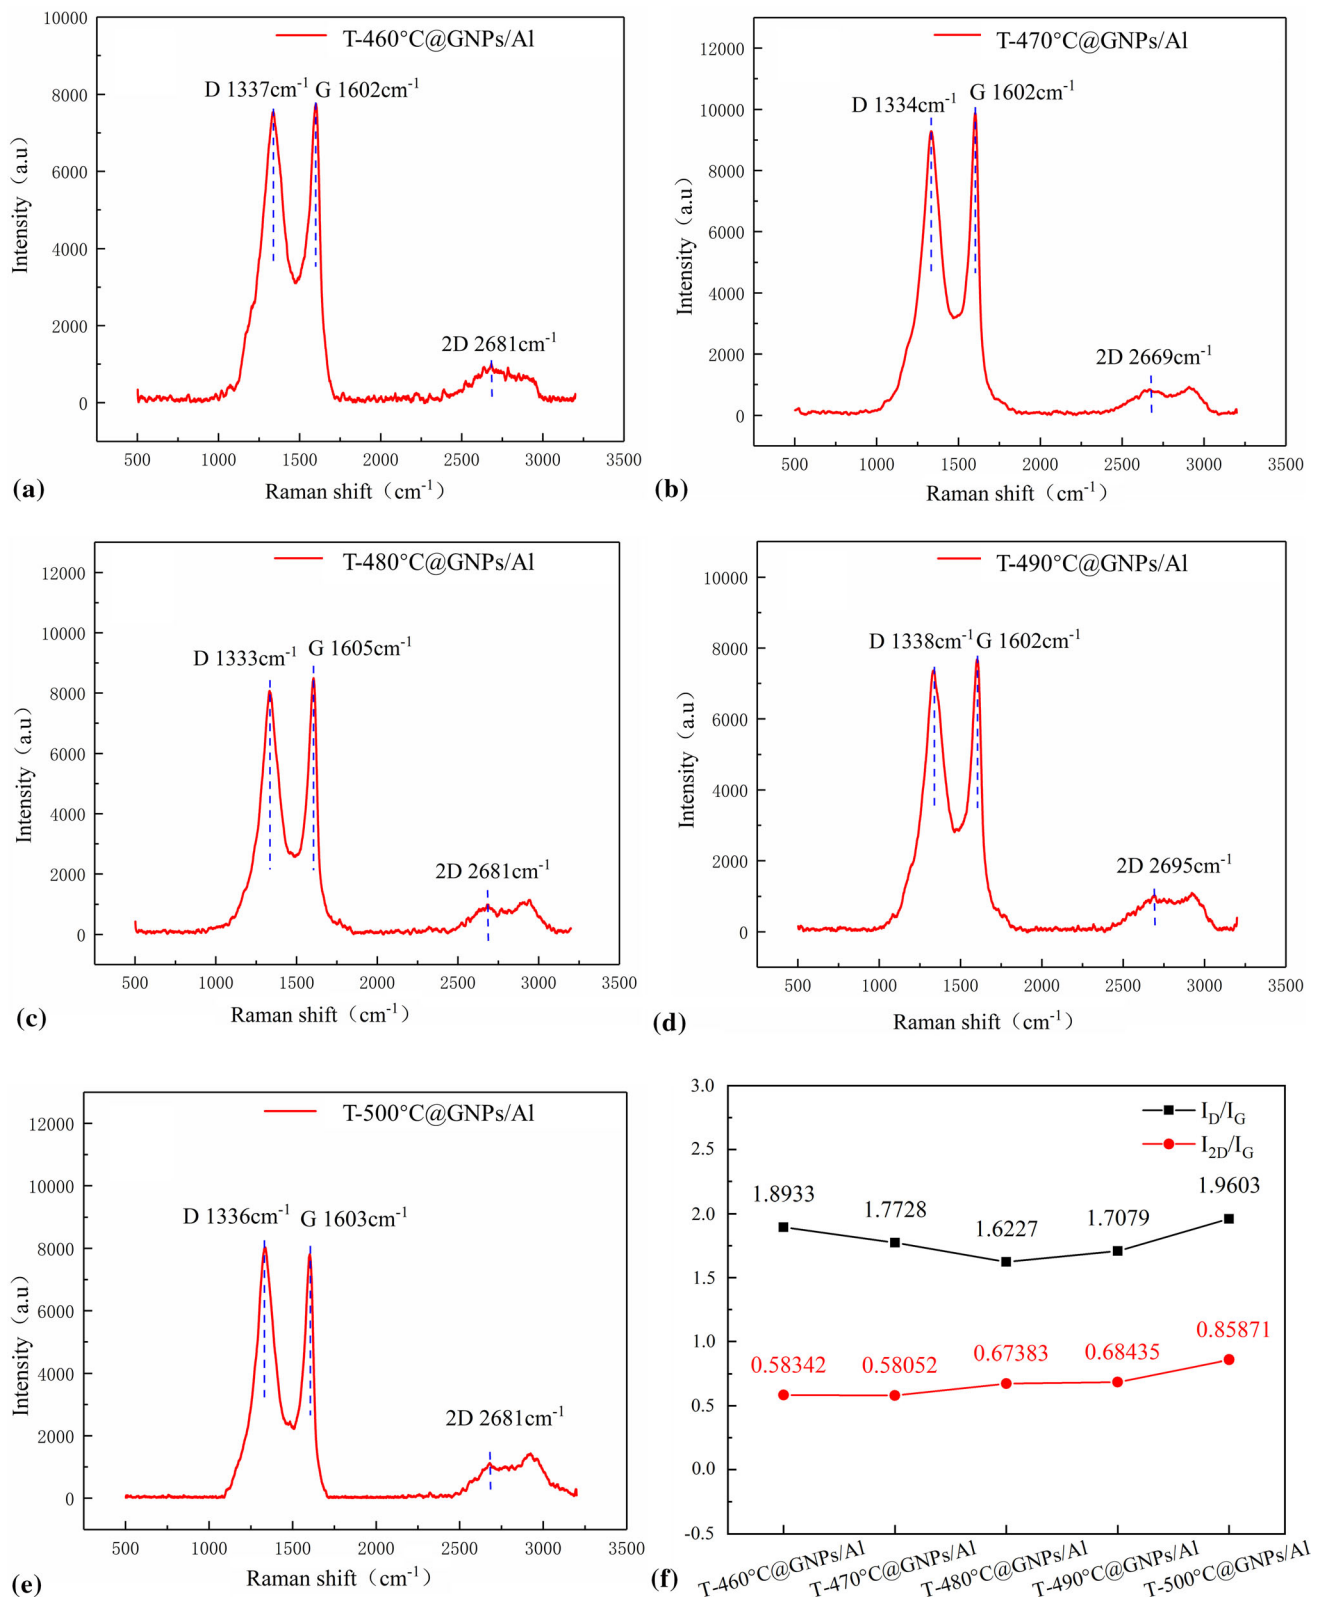 T-460°C@GNPs/Al
D 1337cm⁻¹ G 1602cm⁻¹
2D 2681cm⁻¹
10000
8000
6000
4000
2000
0
Intensity（a.u）
500 1000 1500 2000 2500 3000 3500
Raman shift（cm⁻¹）
(a)
T-470°C@GNPs/Al
D 1334cm⁻¹ G 1602cm⁻¹
2D 2669cm⁻¹
12000
10000
8000
6000
4000
2000
0
Intensity（a.u）
500 1000 1500 2000 2500 3000 3500
Raman shift（cm⁻¹）
(b)
T-480°C@GNPs/Al
D 1333cm⁻¹ G 1605cm⁻¹
2D 2681cm⁻¹
12000
10000
8000
6000
4000
2000
0
Intensity（a.u）
500 1000 1500 2000 2500 3000 3500
Raman shift（cm⁻¹）
(c)
T-490°C@GNPs/Al
D 1338cm⁻¹ G 1602cm⁻¹
2D 2695cm⁻¹
10000
8000
6000
4000
2000
0
Intensity（a.u）
500 1000 1500 2000 2500 3000 3500
Raman shift（cm⁻¹）
(d)
T-500°C@GNPs/Al
D 1336cm⁻¹ G 1603cm⁻¹
2D 2681cm⁻¹
12000
10000
8000
6000
4000
2000
0
Intensity（a.u）
500 1000 1500 2000 2500 3000 3500
Raman shift（cm⁻¹）
(e)
3.0
2.5
2.0
1.5
1.0
0.5
0.0
-0.5
I_D/I_G
I_2D/I_G
1.8933 1.7728 1.6227 1.7079 1.9603
0.58342 0.58052 0.67383 0.68435 0.85871
T-460°C@GNPs/Al T-470°C@GNPs/Al T-480°C@GNPs/Al T-490°C@GNPs/Al T-500°C@GNPs/Al
(f)